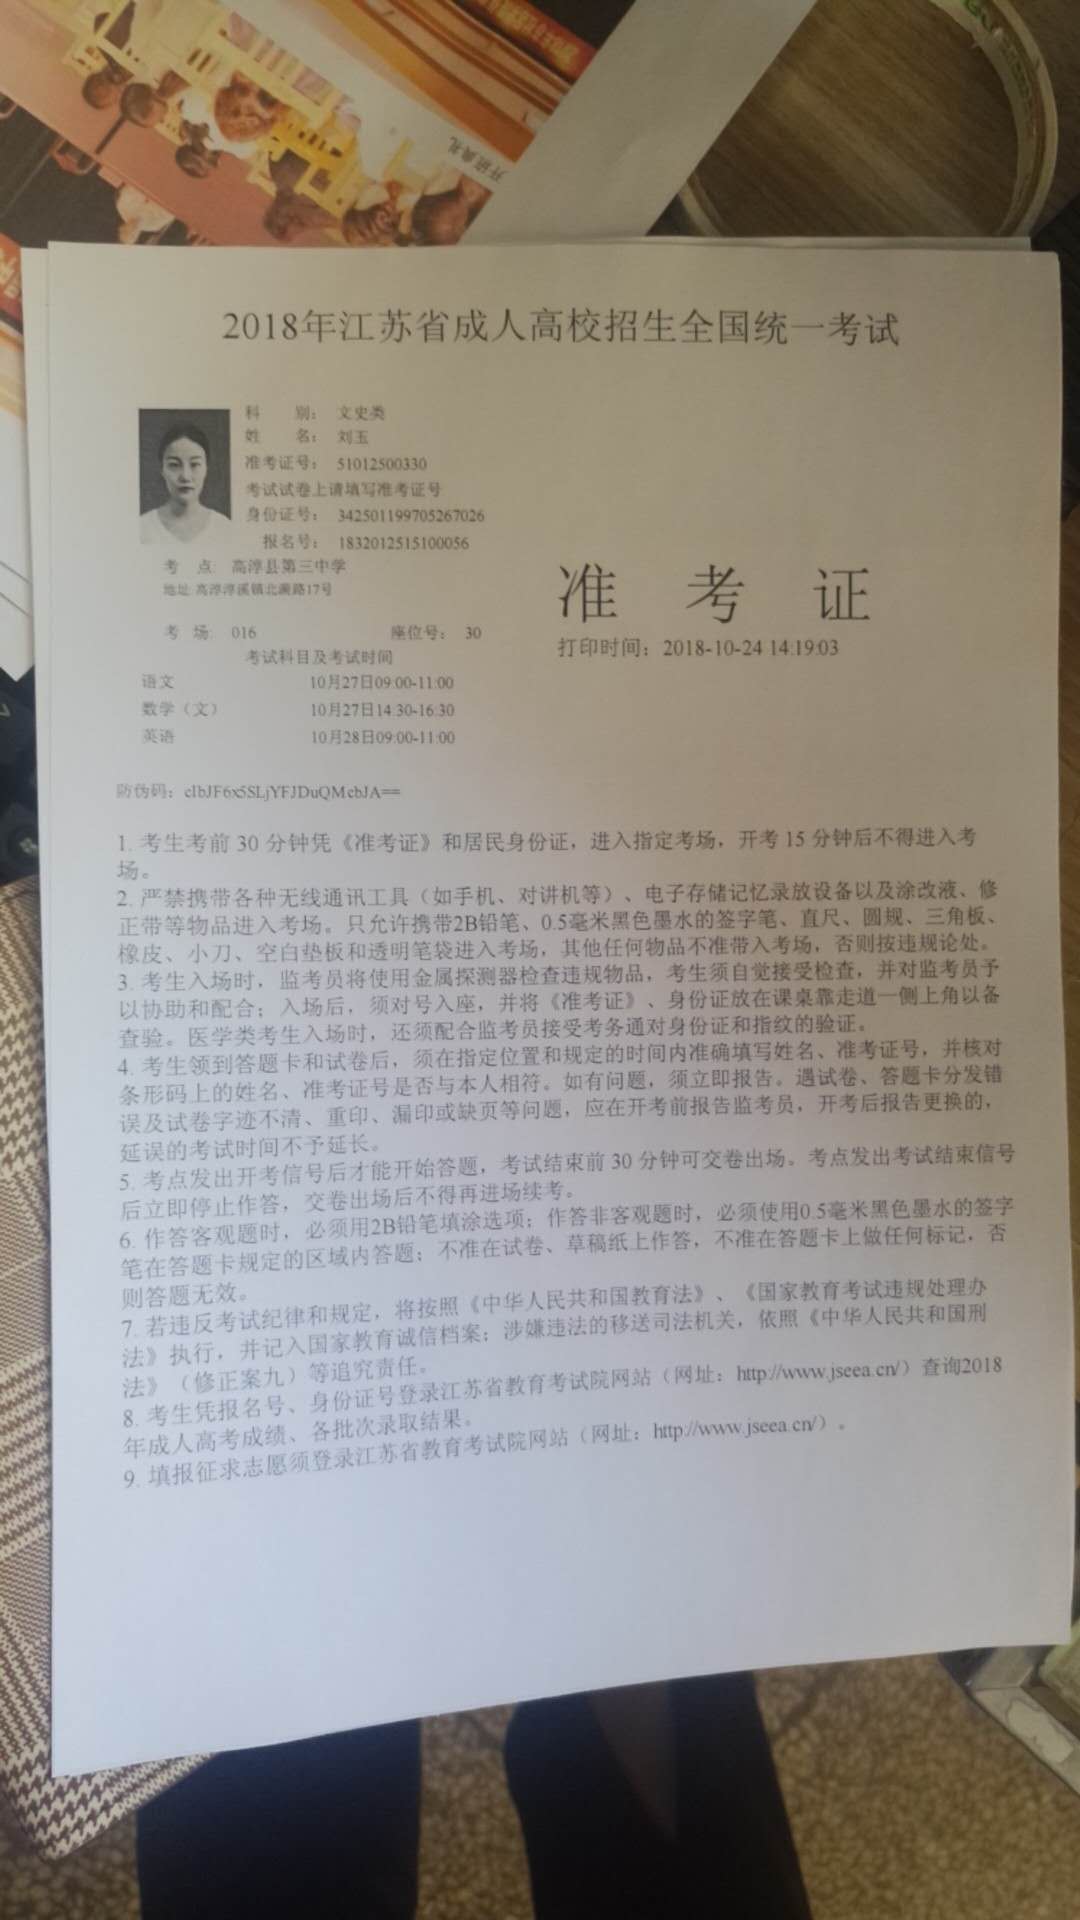 开班典礼
2018年江苏省成人高校招生全国统一考试
科 别： 文史类
姓 名： 刘玉
准考证号： 51012500330
考试试卷上请填写准考证号
身份证号： 342501199705267026
报名号： 1832012515100056
考 点: 高淳县第三中学
地址: 高淳淳溪镇北漪路17号
准 考 证
打印时间：2018-10-24 14:19:03
考 场: 016 座位号： 30
考试科目及考试时间
语文 10月27日09:00-11:00
数学（文） 10月27日14:30-16:30
英语 10月28日09:00-11:00
防伪码：cIbJF6x5SLjYFJDuQMcbJA==
1. 考生考前 30 分钟凭《准考证》和居民身份证，进入指定考场，开考 15 分钟后不得进入考
场。
2. 严禁携带各种无线通讯工具（如手机、对讲机等）、电子存储记忆录放设备以及涂改液、修
正带等物品进入考场。只允许携带2B铅笔、0.5毫米黑色墨水的签字笔、直尺、圆规、三角板、
橡皮、小刀、空白垫板和透明笔袋进入考场，其他任何物品不准带入考场，否则按违规论处。
3. 考生入场时，监考员将使用金属探测器检查违规物品，考生须自觉接受检查，并对监考员予
以协助和配合；入场后，须对号入座，并将《准考证》、身份证放在课桌靠走道一侧上角以备
查验。医学类考生入场时，还须配合监考员接受考务通对身份证和指纹的验证。
4. 考生领到答题卡和试卷后，须在指定位置和规定的时间内准确填写姓名、准考证号，并核对
条形码上的姓名、准考证号是否与本人相符。如有问题，须立即报告。遇试卷、答题卡分发错
误及试卷字迹不清、重印、漏印或缺页等问题，应在开考前报告监考员，开考后报告更换的，
延误的考试时间不予延长。
5. 考点发出开考信号后才能开始答题，考试结束前 30 分钟可交卷出场。考点发出考试结束信号
后立即停止作答，交卷出场后不得再进场续考。
6. 作答客观题时，必须用2B铅笔填涂选项；作答非客观题时，必须使用0.5毫米黑色墨水的签字
笔在答题卡规定的区域内答题；不准在试卷、草稿纸上作答，不准在答题卡上做任何标记，否
则答题无效。
7. 若违反考试纪律和规定，将按照《中华人民共和国教育法》、《国家教育考试违规处理办
法》执行，并记入国家教育诚信档案；涉嫌违法的移送司法机关，依照《中华人民共和国刑
法》（修正案九）等追究责任。
8. 考生凭报名号、身份证号登录江苏省教育考试院网站（网址：http://www.jseea.cn/）查询2018
年成人高考成绩、各批次录取结果。
9. 填报征求志愿须登录江苏省教育考试院网站（网址：http://www.jseea.cn/）。